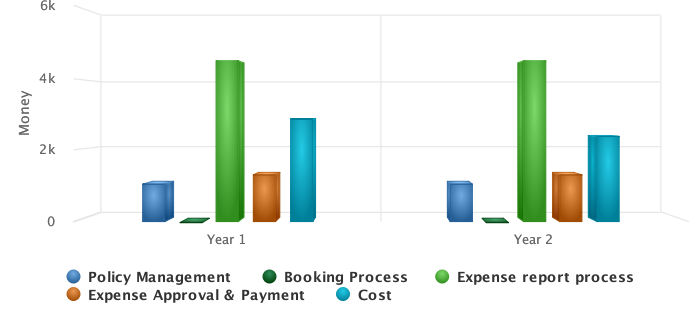 6k
4k
2k
0
Money
Year 1
Year 2
Policy Management
Booking Process
Expense report process
Expense Approval & Payment
Cost